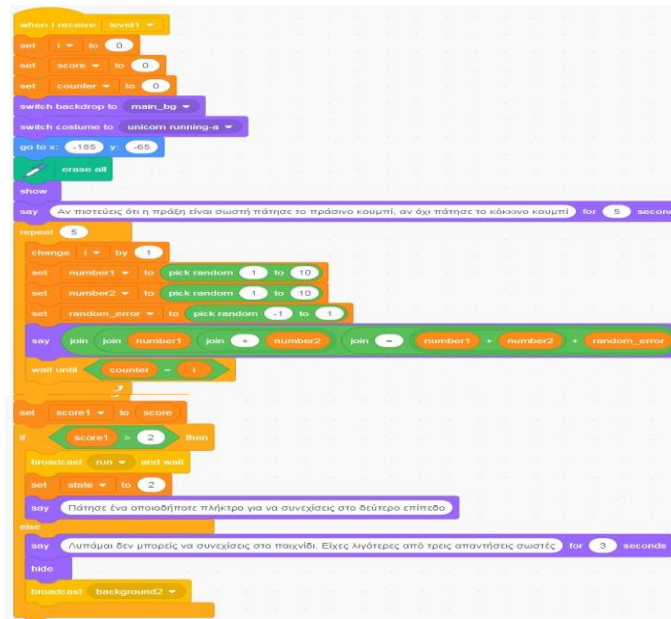 when I receive level1
set i to 0
set score to 0
set counter to 0
switch backdrop to main_bg
switch costume to unicorn running-a
go to x: -185 y: -65
erase all
show
say Αν πιστεύεις ότι η πράξη είναι σωστή πάτησε το πράσινο κουμπί, αν όχι πάτησε το κόκκινο κουμπί for 5 second
repeat 5
change i by 1
set number1 to pick random 1 to 10
set number2 to pick random 1 to 10
set random_error to pick random -1 to 1
say join join number1 join + number2 join = number1 + number2 + random_error
wait until counter = i
set score1 to score
if score1 > 2 then
broadcast run and wait
set state to 2
say Πάτησε ένα οποιοδήποτε πλήκτρο για να συνεχίσεις στο δεύτερο επίπεδο
else
say Λυπάμαι δεν μπορείς να συνεχίσεις στο παιχνίδι. Είχες λιγότερες από τρεις απαντήσεις σωστές for 3 seconds
hide
broadcast background2